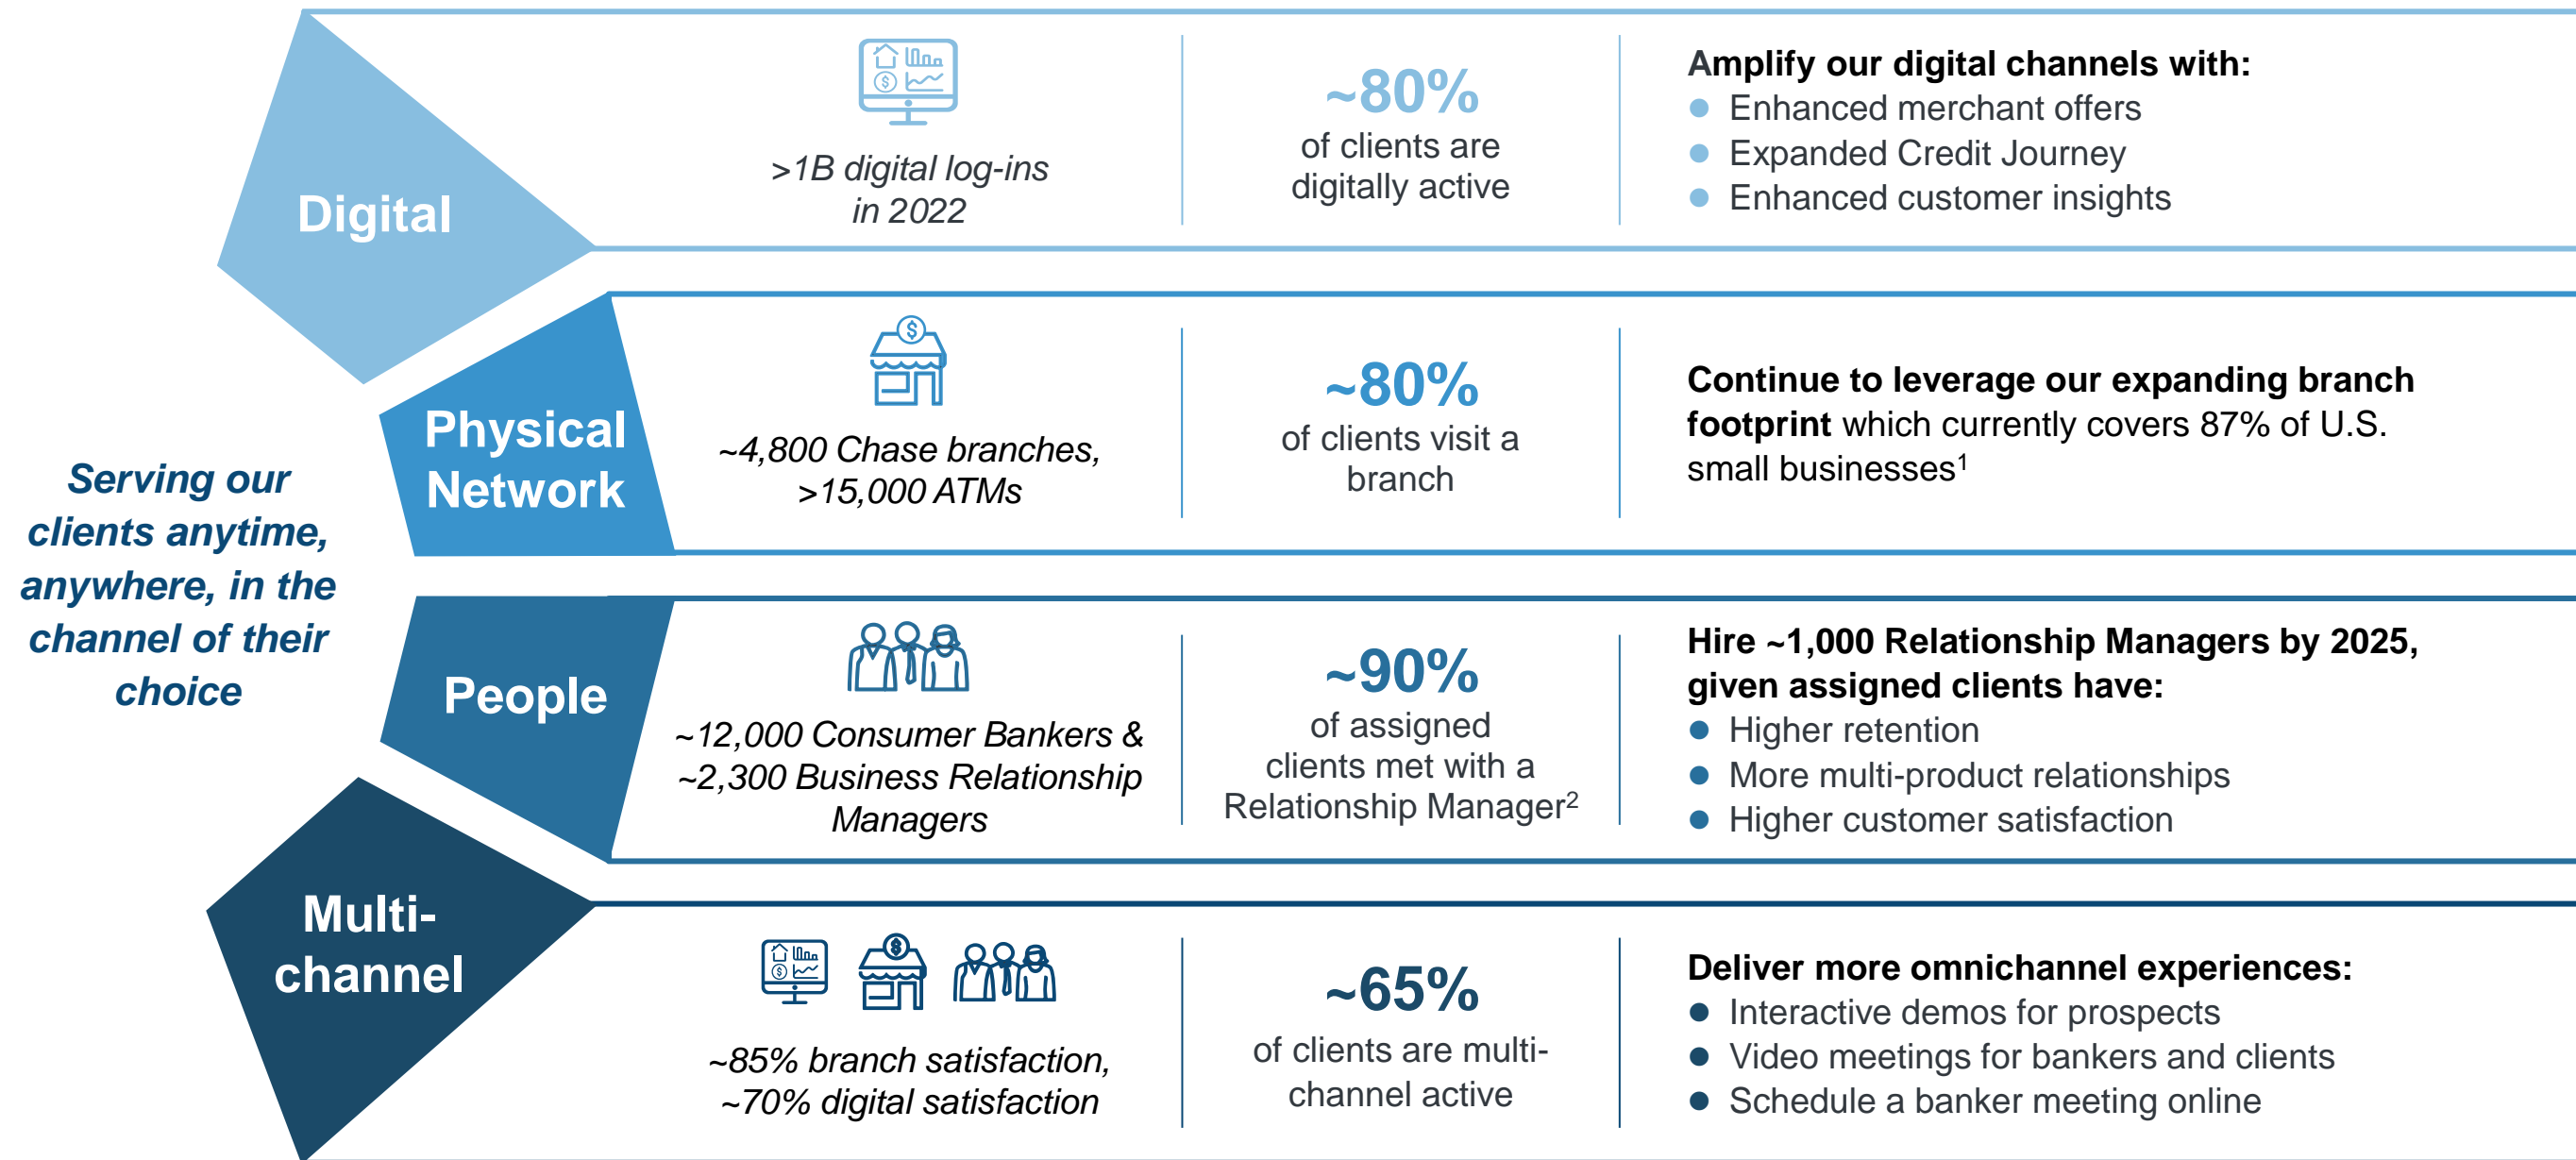 Serving our
clients anytime,
anywhere, in the
channel of their
choice
Digital
>1B digital log-ins
in 2022
~80%
of clients are
digitally active
Amplify our digital channels with:
● Enhanced merchant offers
● Expanded Credit Journey
● Enhanced customer insights
Physical
Network
~4,800 Chase branches,
>15,000 ATMs
~80%
of clients visit a
branch
Continue to leverage our expanding branch
footprint which currently covers 87% of U.S.
small businesses¹
People
~12,000 Consumer Bankers &
~2,300 Business Relationship
Managers
~90%
of assigned
clients met with a
Relationship Manager²
Hire ~1,000 Relationship Managers by 2025,
given assigned clients have:
● Higher retention
● More multi-product relationships
● Higher customer satisfaction
Multi-
channel
~85% branch satisfaction,
~70% digital satisfaction
~65%
of clients are multi-
channel active
Deliver more omnichannel experiences:
● Interactive demos for prospects
● Video meetings for bankers and clients
● Schedule a banker meeting online